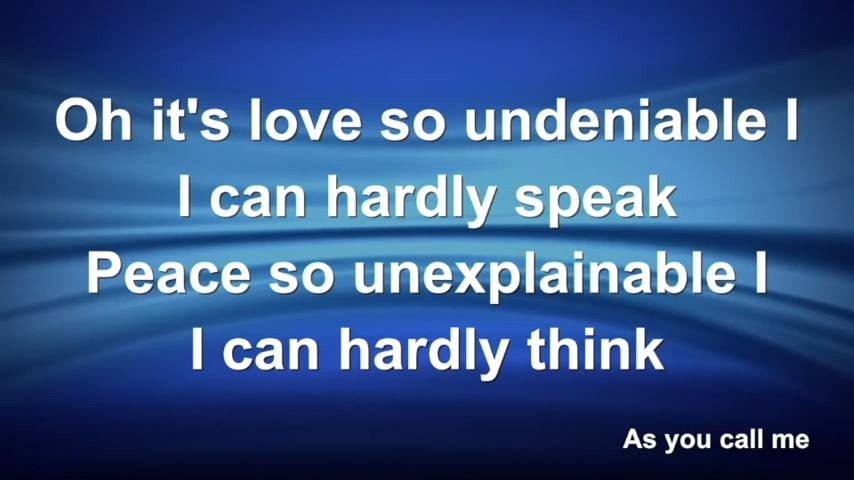 Oh it's love so undeniable I
I can hardly speak
Peace so unexplainable I
I can hardly think
As you call me